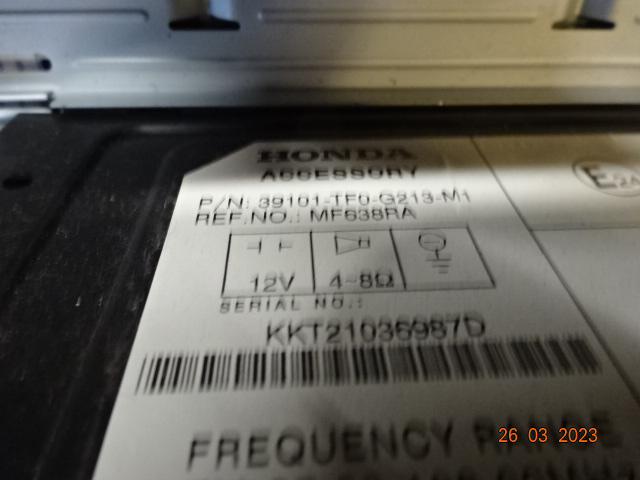 HONDA
ACCESSORY
P/N: 39101-TF0-G213-M1
REF.NO.: MF638RA
12V 4~8Ω
SERIAL NO.:
KKT21036987D
FREQUENCY RANGE
E24
26 03 2023